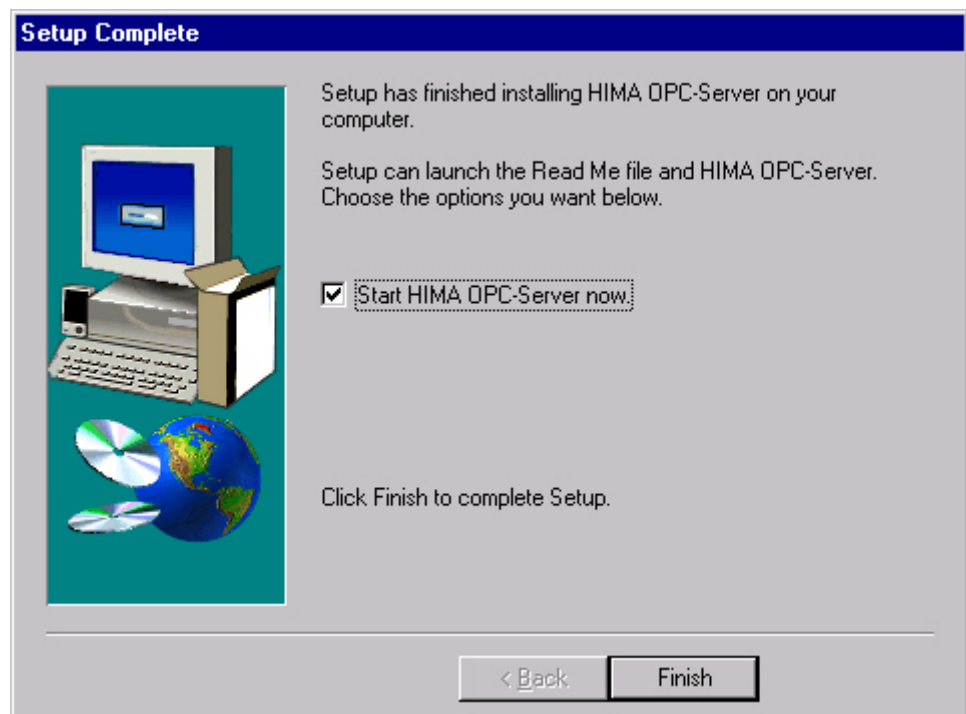 Setup Complete
Setup has finished installing HIMA OPC-Server on your
computer.
Setup can launch the Read Me file and HIMA OPC-Server.
Choose the options you want below.
Start HIMA OPC-Server now.
Click Finish to complete Setup.
< Back
Finish